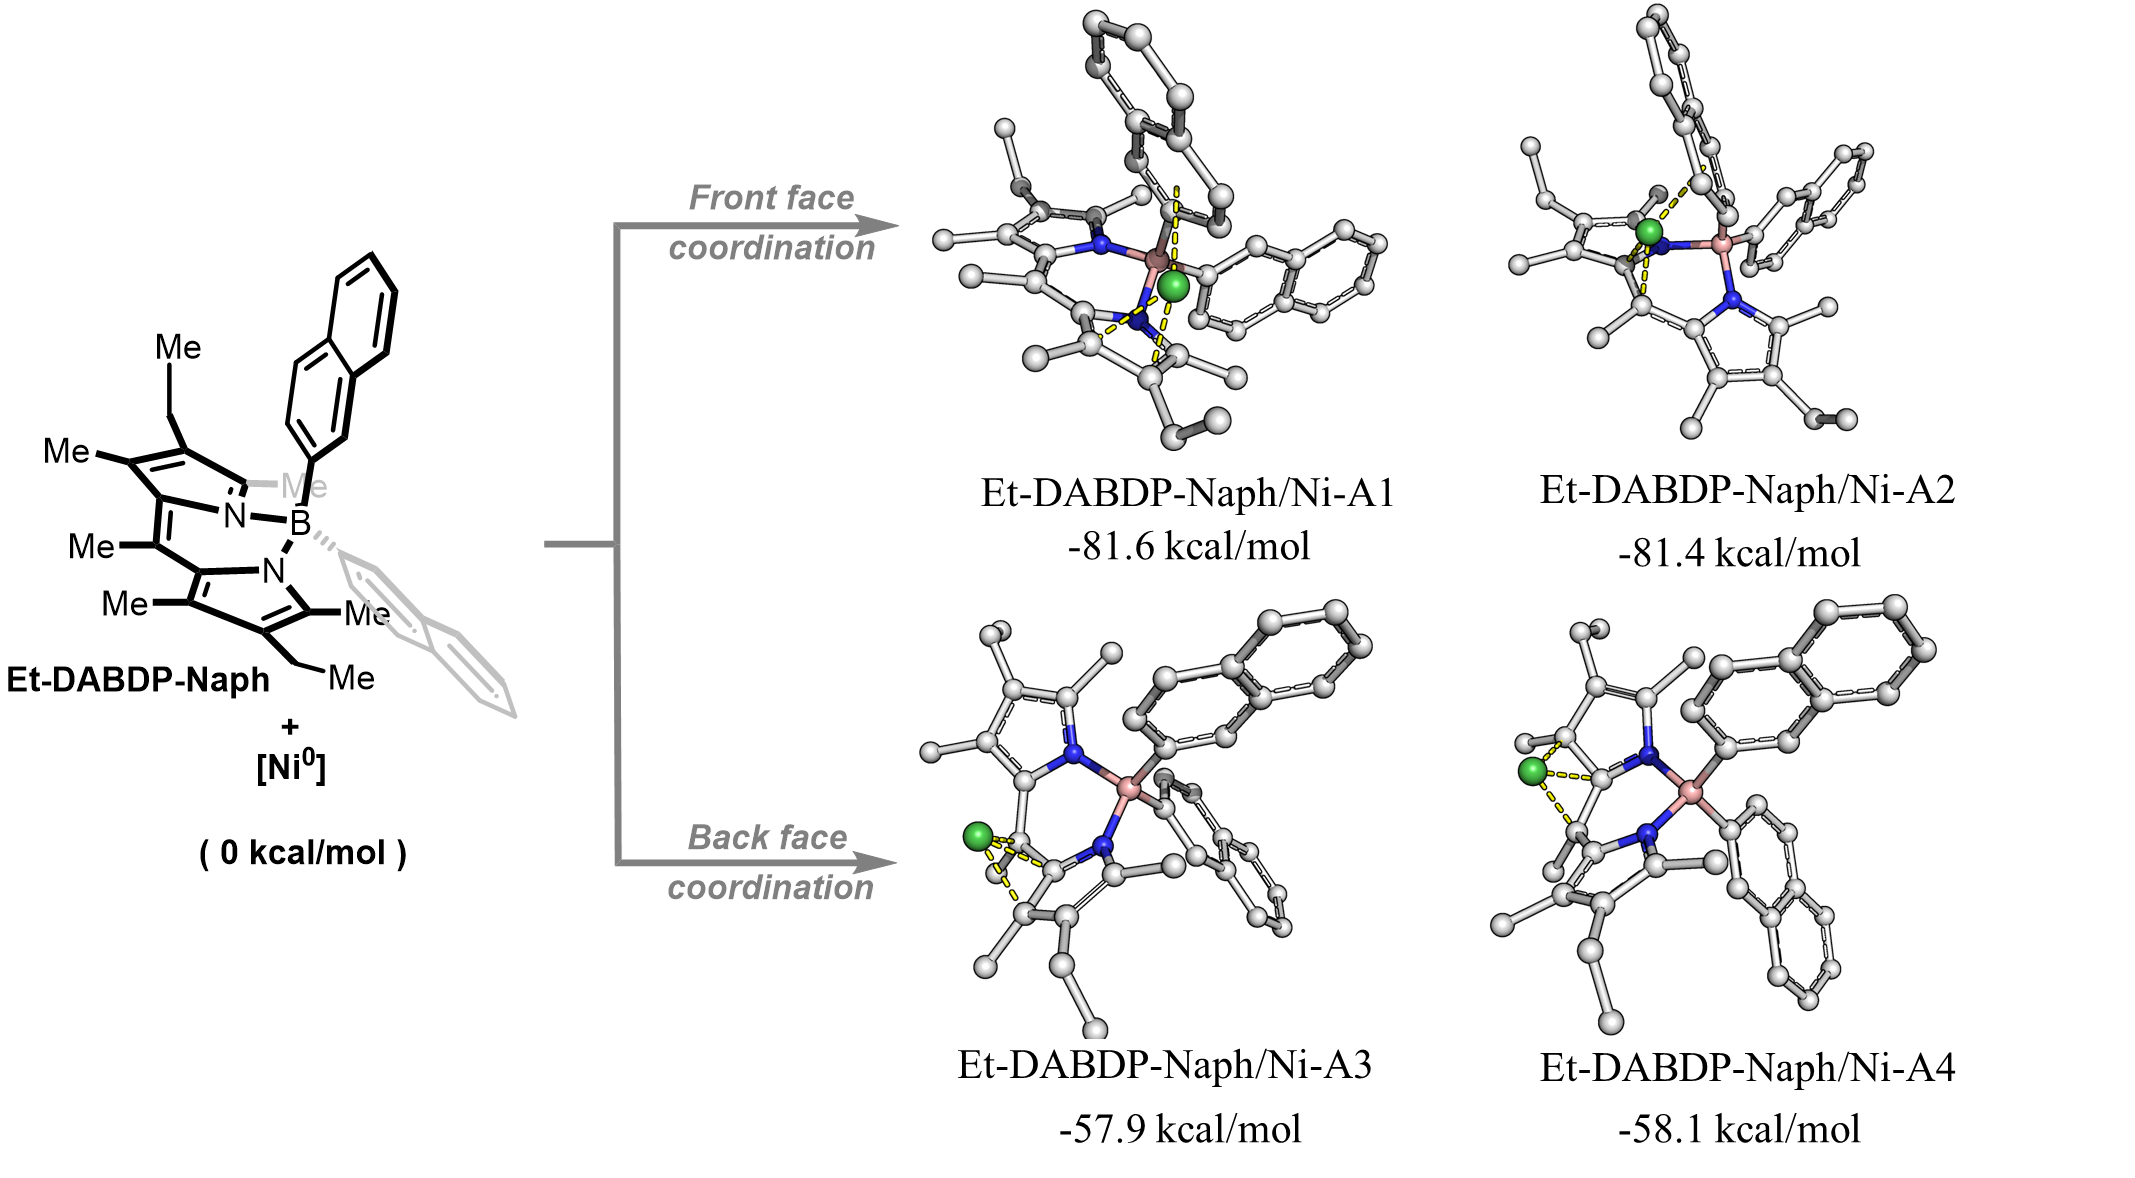 Me
Me
Me
N
B
Me
N
Me
Me
Et-DABDP-Naph
Me
+
[Ni⁰]
( 0 kcal/mol )
Front face
coordination
Back face
coordination
Et-DABDP-Naph/Ni-A1
-81.6 kcal/mol
Et-DABDP-Naph/Ni-A2
-81.4 kcal/mol
Et-DABDP-Naph/Ni-A3
-57.9 kcal/mol
Et-DABDP-Naph/Ni-A4
-58.1 kcal/mol